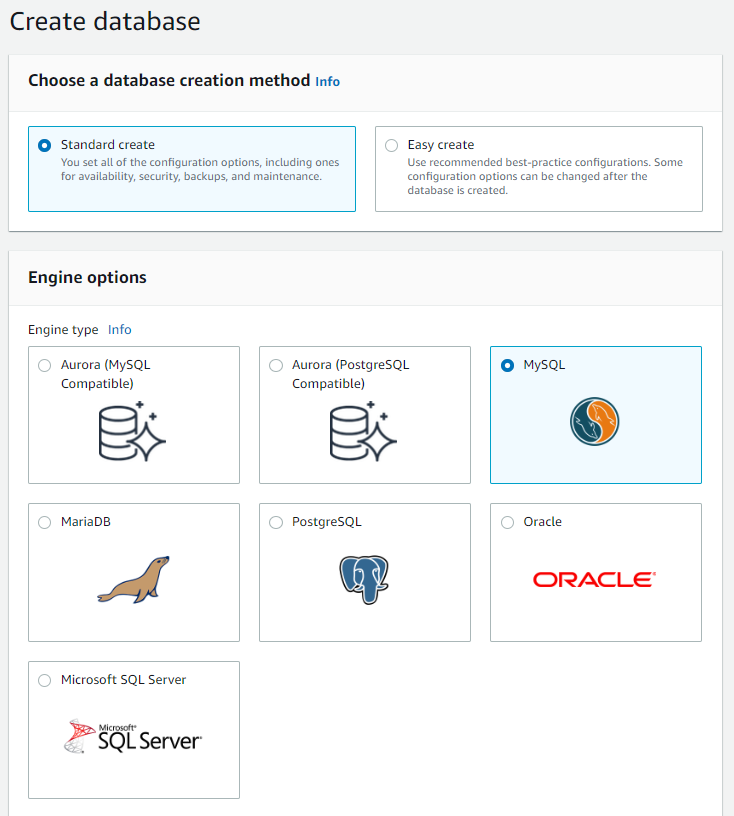 Create database
Choose a database creation method Info
Standard create
You set all of the configuration options, including ones
for availability, security, backups, and maintenance.
Easy create
Use recommended best-practice configurations. Some
configuration options can be changed after the
database is created.
Engine options
Engine type Info
Aurora (MySQL
Compatible)
Aurora (PostgreSQL
Compatible)
MySQL
MariaDB
PostgreSQL
Oracle
ORACLE®
Microsoft SQL Server
Microsoft®
SQL Server®